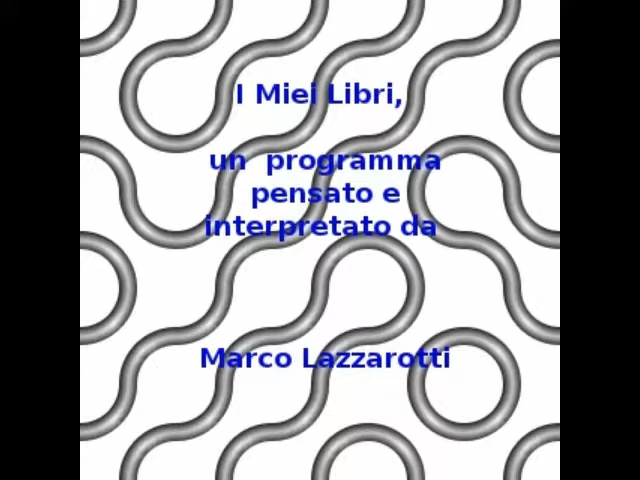 I Miei Libri,
un programma
pensato e
interpretato da
Marco Lazzarotti